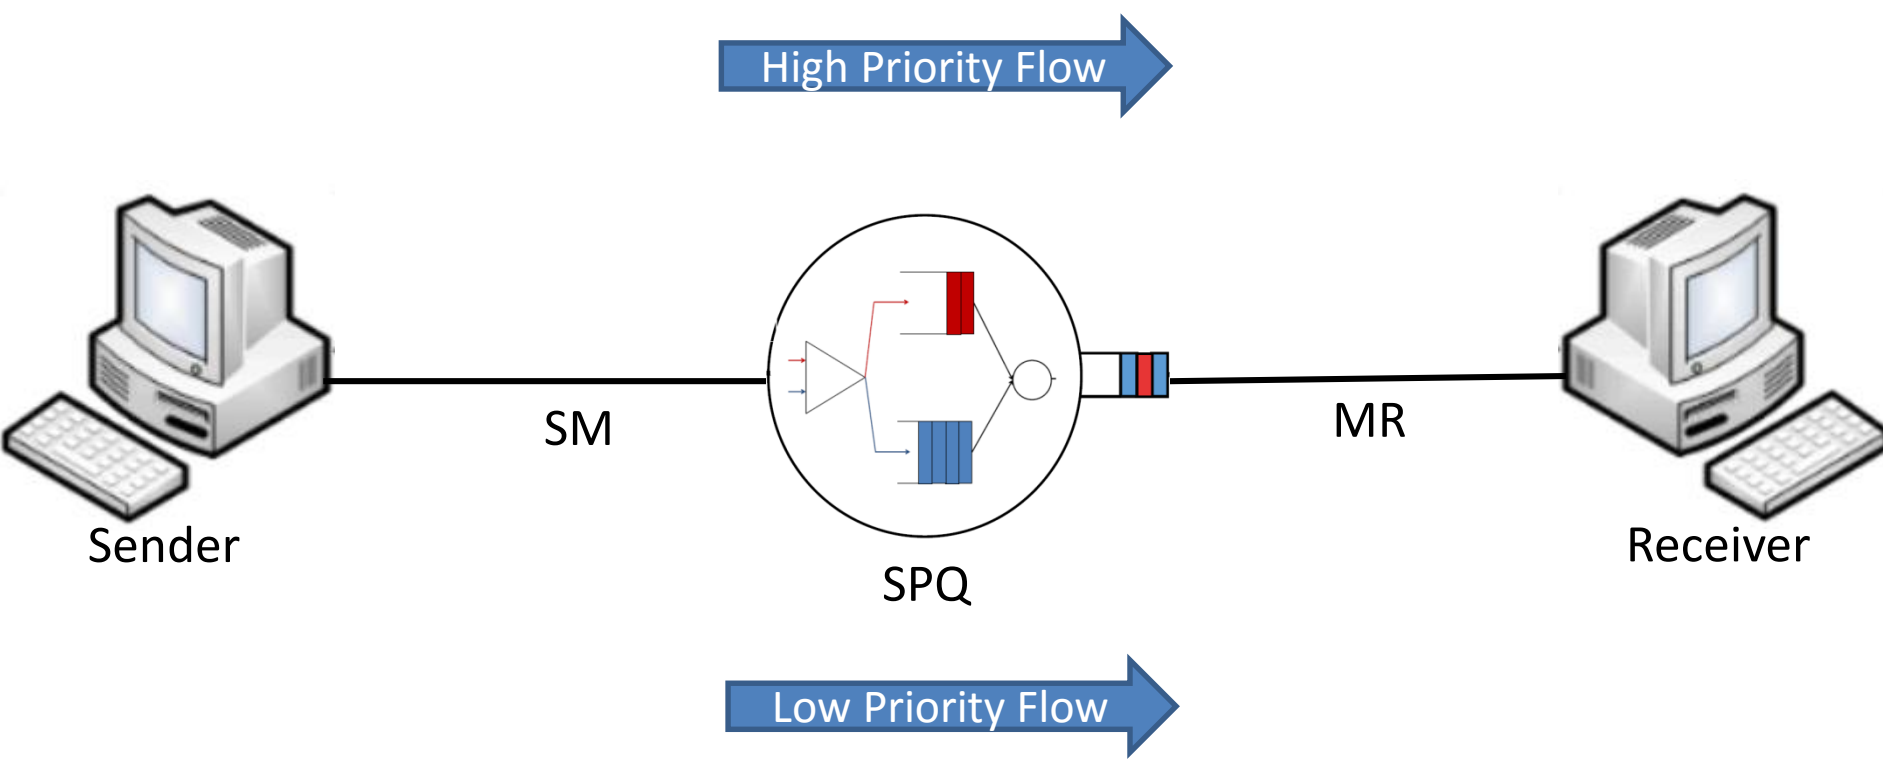 High Priority Flow
SM
MR
Sender
Receiver
SPQ
Low Priority Flow